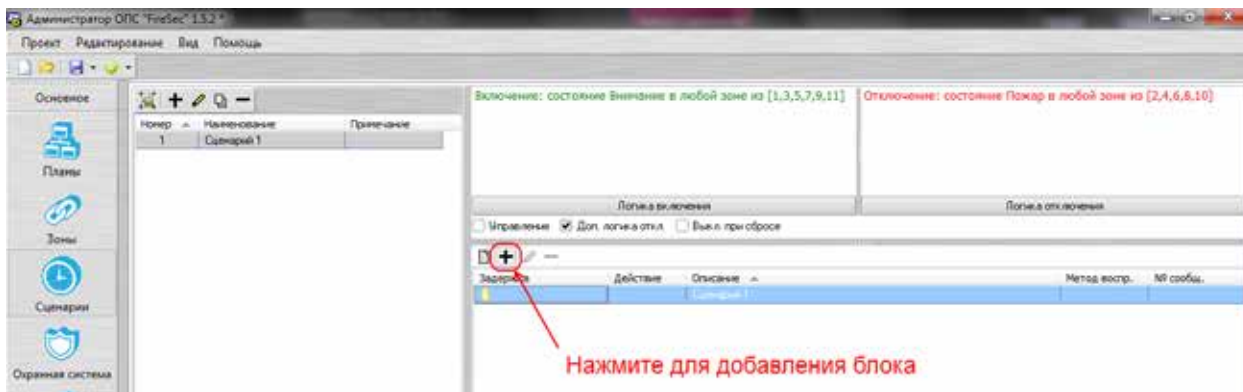 Администратор ОПС "FireSec" 1.5.2 *
Проект Редактирование Вид Помощь
Основное
Планы
Зоны
Сценарии
Охранная система
Номер Наименование Примечание
1 Сценарий 1
Включение: состояние Внимание в любой зоне из [1,3,5,7,9,11]
Отключение: состояние Пожар в любой зоне из [2,4,6,8,10]
Логика включения
Логика отключения
Управление Доп. логика откл. Выкл. при сбросе
Задержка Действие Описание Метод воспр. № сообщ.
Сценарий 1
Нажмите для добавления блока